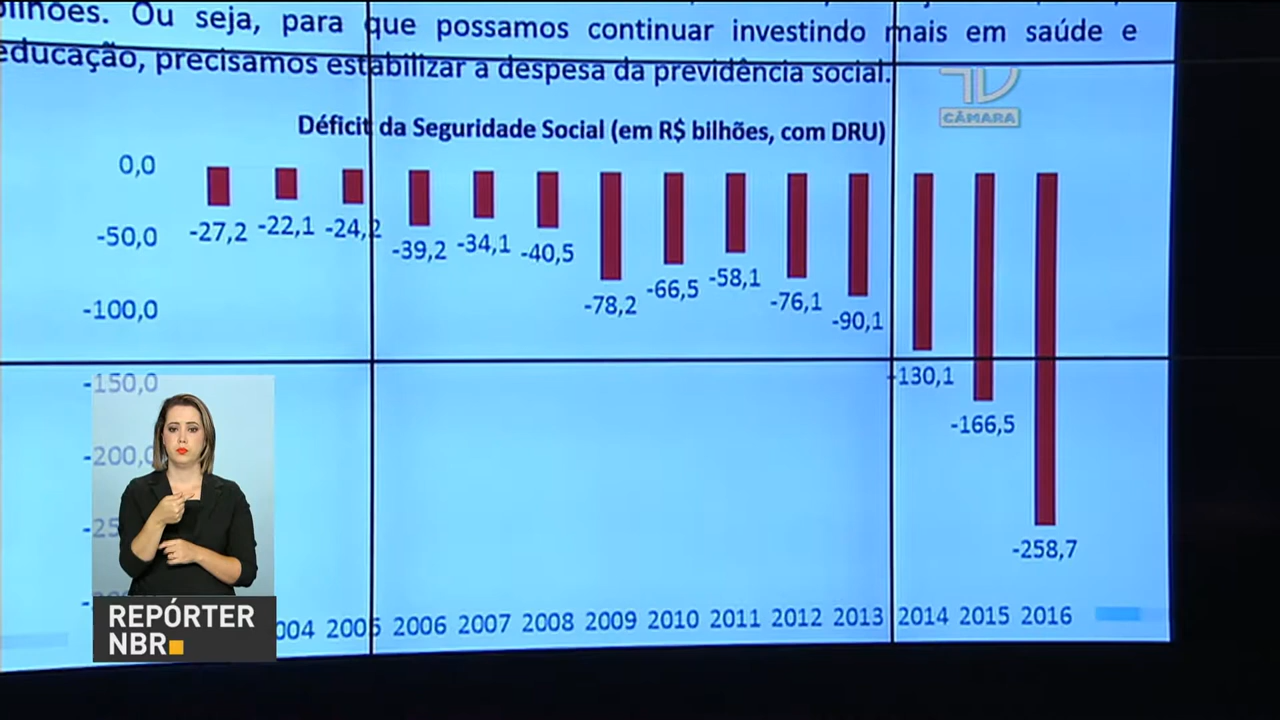 bilhões. Ou seja, para que possamos continuar investindo mais em saúde e
educação, precisamos estabilizar a despesa da previdência social.
TV
CÂMARA
Déficit da Seguridade Social (em R$ bilhões, com DRU)
0,0
-50,0
-100,0
-150,0
-200,0
-27,2 -22,1 -24,2 -39,2 -34,1 -40,5 -78,2 -66,5 -58,1 -76,1 -90,1 -130,1 -166,5 -258,7
004 2005 2006 2007 2008 2009 2010 2011 2012 2013 2014 2015 2016
REPÓRTER
NBR